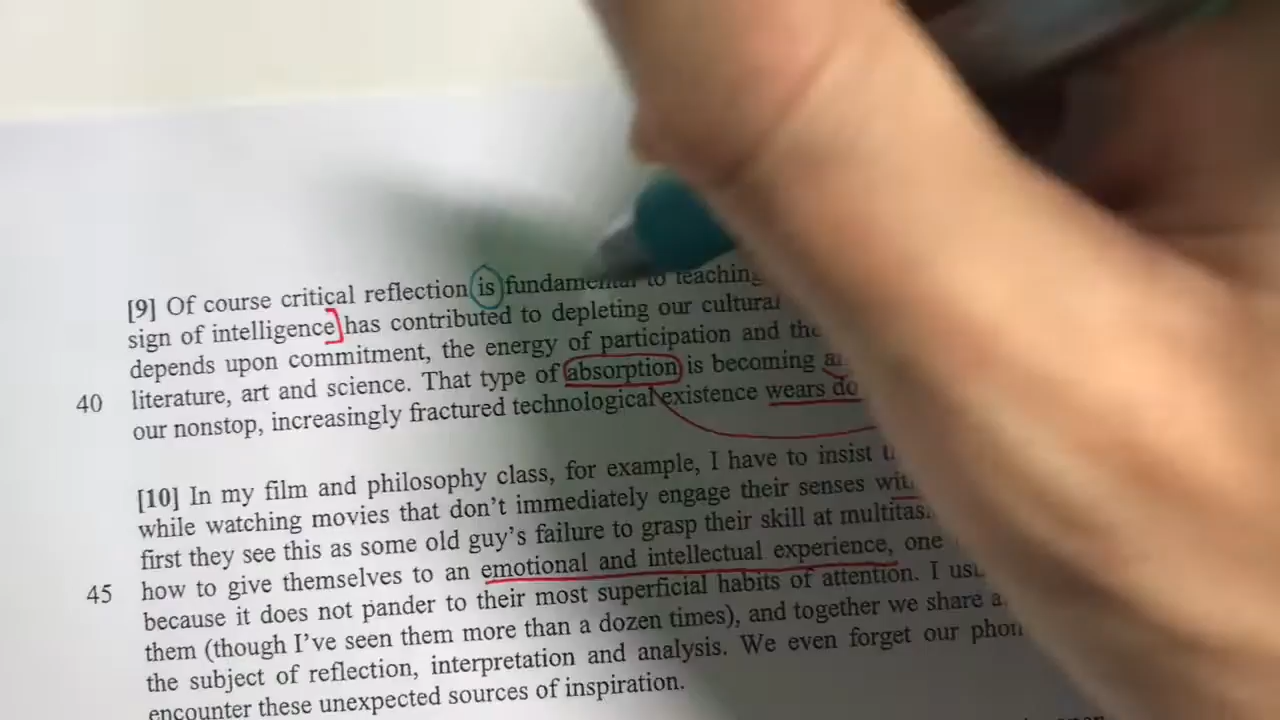 [9] Of course critical reflection is fundamental to teaching
sign of intelligence has contributed to depleting our cultural
depends upon commitment, the energy of participation and the
40 literature, art and science. That type of absorption is becoming
our nonstop, increasingly fractured technological existence wears do
[10] In my film and philosophy class, for example, I have to insist
while watching movies that don't immediately engage their senses
first they see this as some old guy's failure to grasp their skill at
45 how to give themselves to an emotional and intellectual experience, one
because it does not pander to their most superficial habits of attention. I
them (though I've seen them more than a dozen times), and together we share
the subject of reflection, interpretation and analysis. We even forget our
encounter these unexpected sources of inspiration.